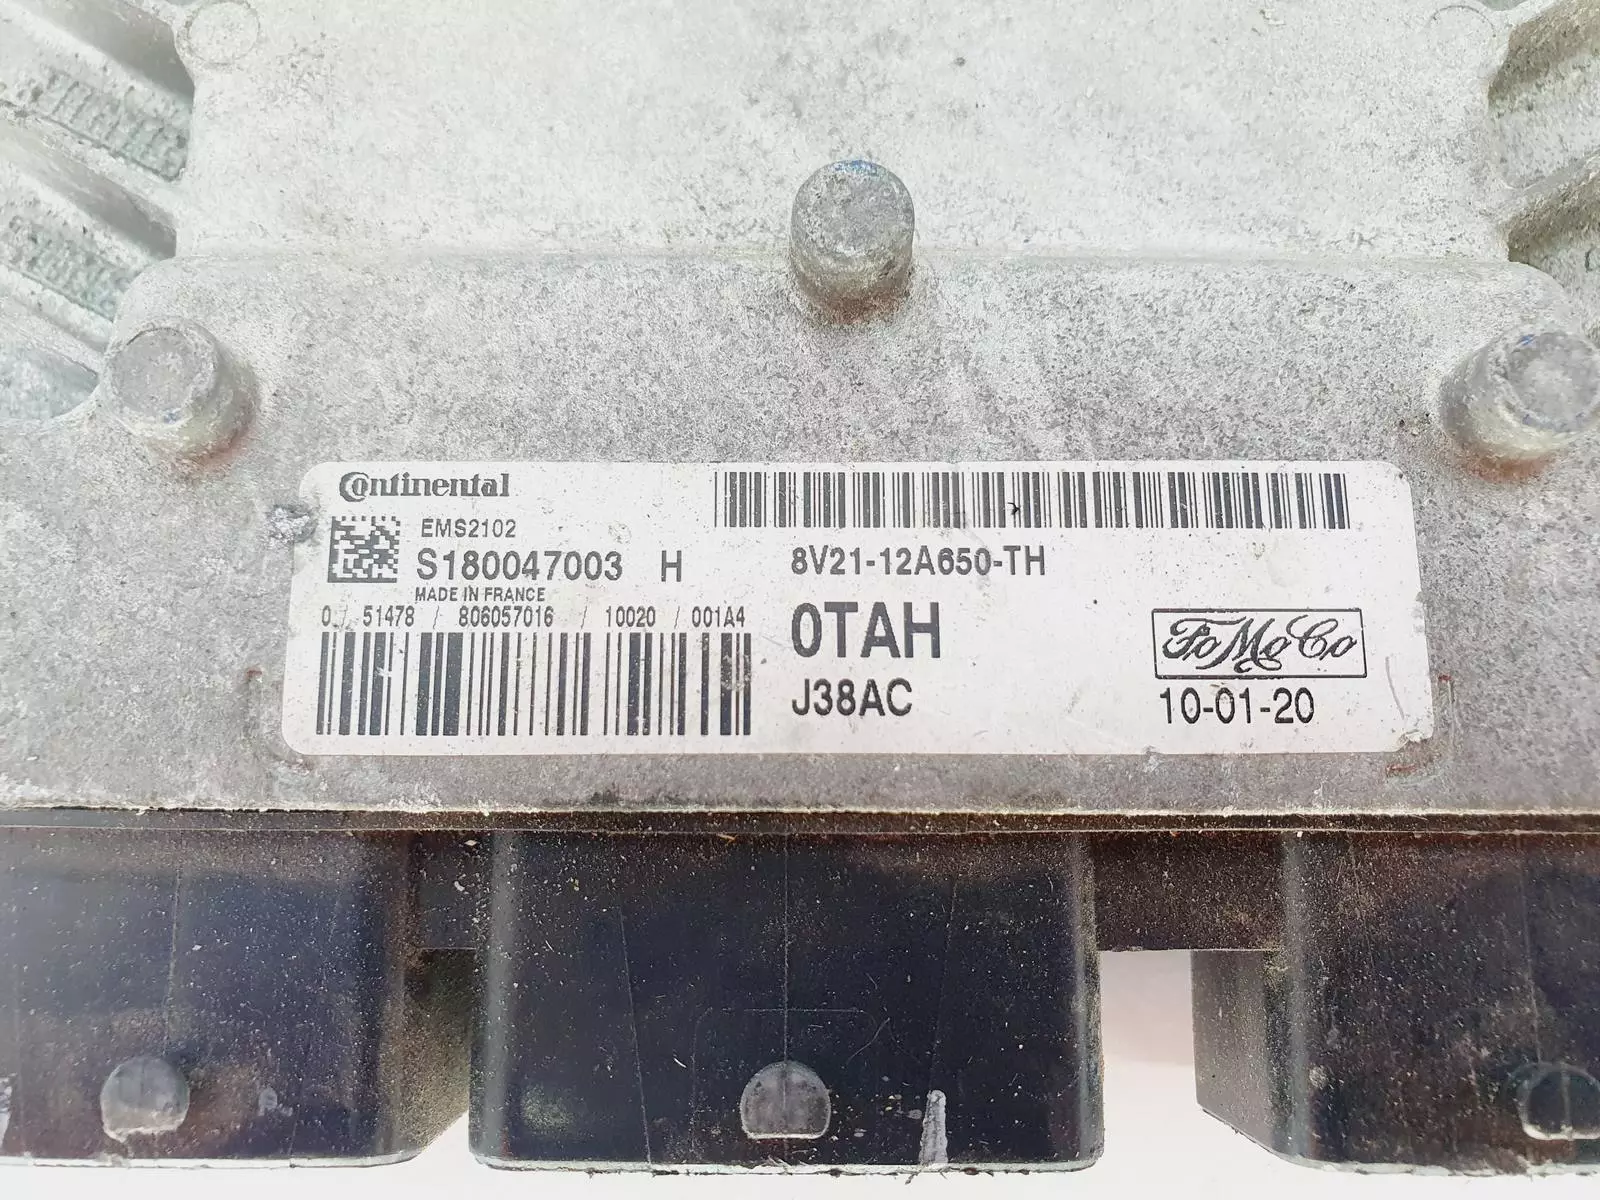 Continental
EMS2102
S180047003 H
MADE IN FRANCE
0 / 51478 / 806057016 / 10020 / 001A4
8V21-12A650-TH
0TAH
J38AC
FoMoCo
10-01-20